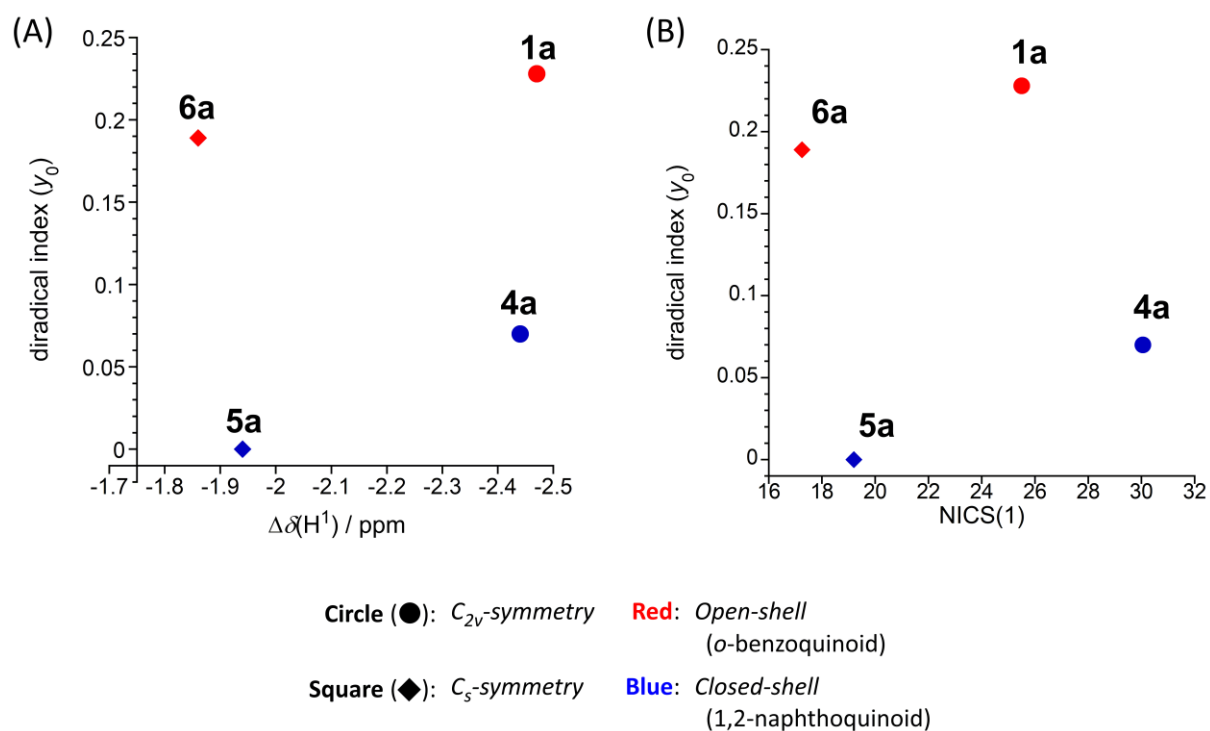 (A)
diradical index (y0)
0.25
0.2
0.15
0.1
0.05
0
1a
6a
4a
5a
-1.7 -1.8 -1.9 -2 -2.1 -2.2 -2.3 -2.4 -2.5
Δδ(H1) / ppm
(B)
diradical index (y0)
0.25
0.2
0.15
0.1
0.05
0
1a
6a
4a
5a
16 18 20 22 24 26 28 30 32
NICS(1)
Circle (●): C2v-symmetry Red: Open-shell
(o-benzoquinoid)
Square (◆): Cs-symmetry Blue: Closed-shell
(1,2-naphthoquinoid)